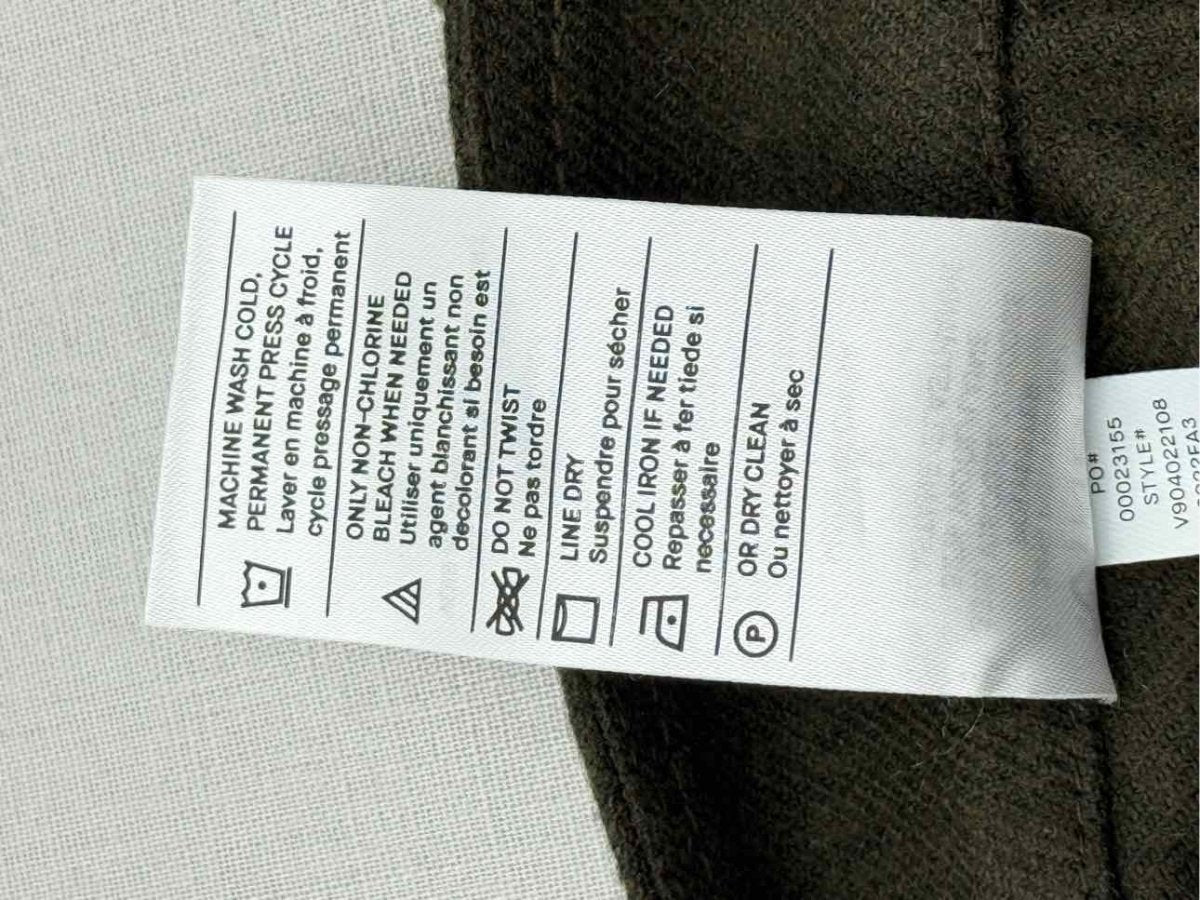 MACHINE WASH COLD,
PERMANENT PRESS CYCLE
Laver en machine à froid,
cycle pressage permanent
ONLY NON-CHLORINE
BLEACH WHEN NEEDED
Utiliser uniquement un
agent blanchissant non
decolorant si besoin est
DO NOT TWIST
Ne pas tordre
LINE DRY
Suspendre pour sécher
COOL IRON IF NEEDED
Repasser à fer tiede si
necessaire
P
OR DRY CLEAN
Ou nettoyer à sec
PO#
00023155
STYLE#
V904022108